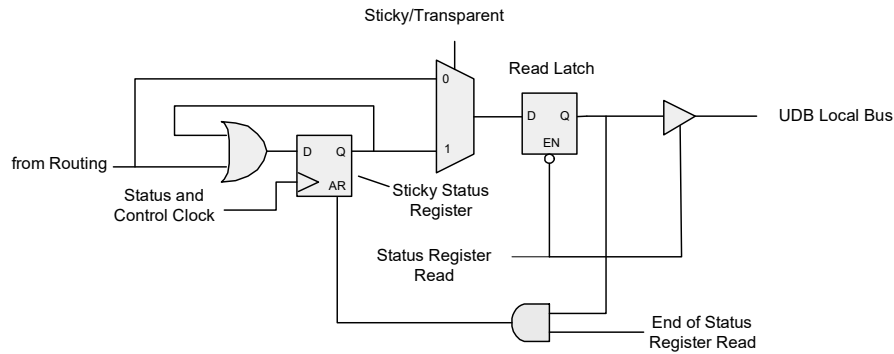 Sticky/Transparent
0
Read Latch
D Q
EN
UDB Local Bus
1
from Routing
D Q
AR
Status and
Control Clock
Sticky Status
Register
Status Register
Read
End of Status
Register Read